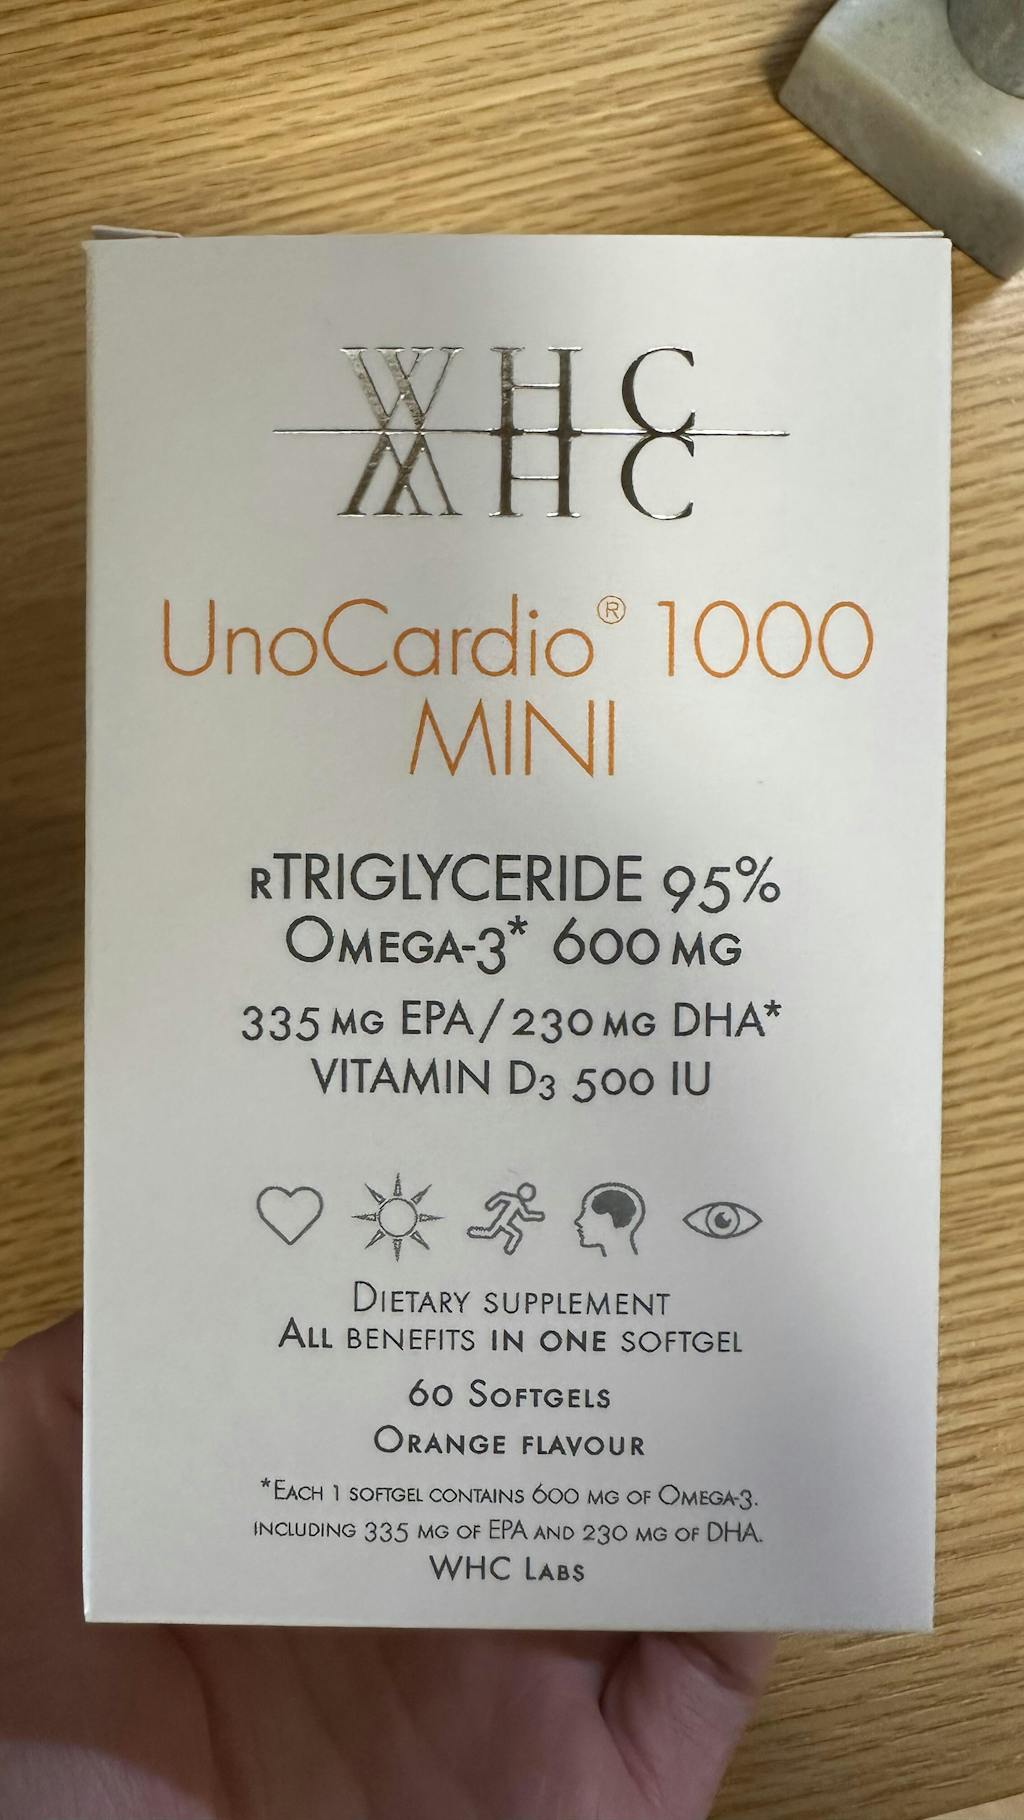 WHC
UnoCardio® 1000
MINI
rTRIGLYCERIDE 95%
OMEGA-3* 600 MG
335 MG EPA/230 MG DHA*
VITAMIN D3 500 IU
DIETARY SUPPLEMENT
ALL BENEFITS IN ONE SOFTGEL
60 SOFTGELS
ORANGE FLAVOUR
*EACH 1 SOFTGEL CONTAINS 600 MG OF OMEGA-3.
INCLUDING 335 MG OF EPA AND 230 MG OF DHA.
WHC LABS